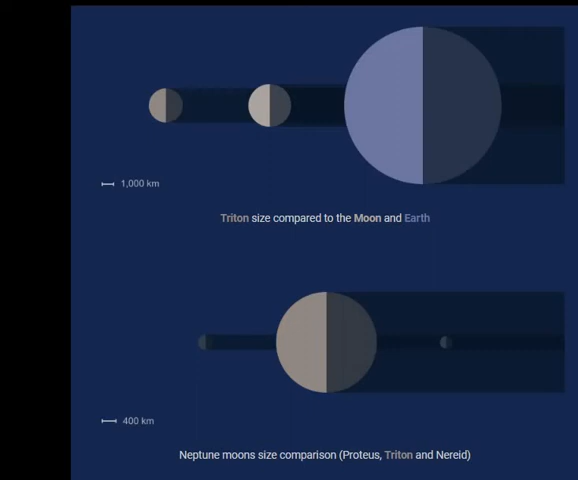 1,000 km
Triton size compared to the Moon and Earth
400 km
Neptune moons size comparison (Proteus, Triton and Nereid)